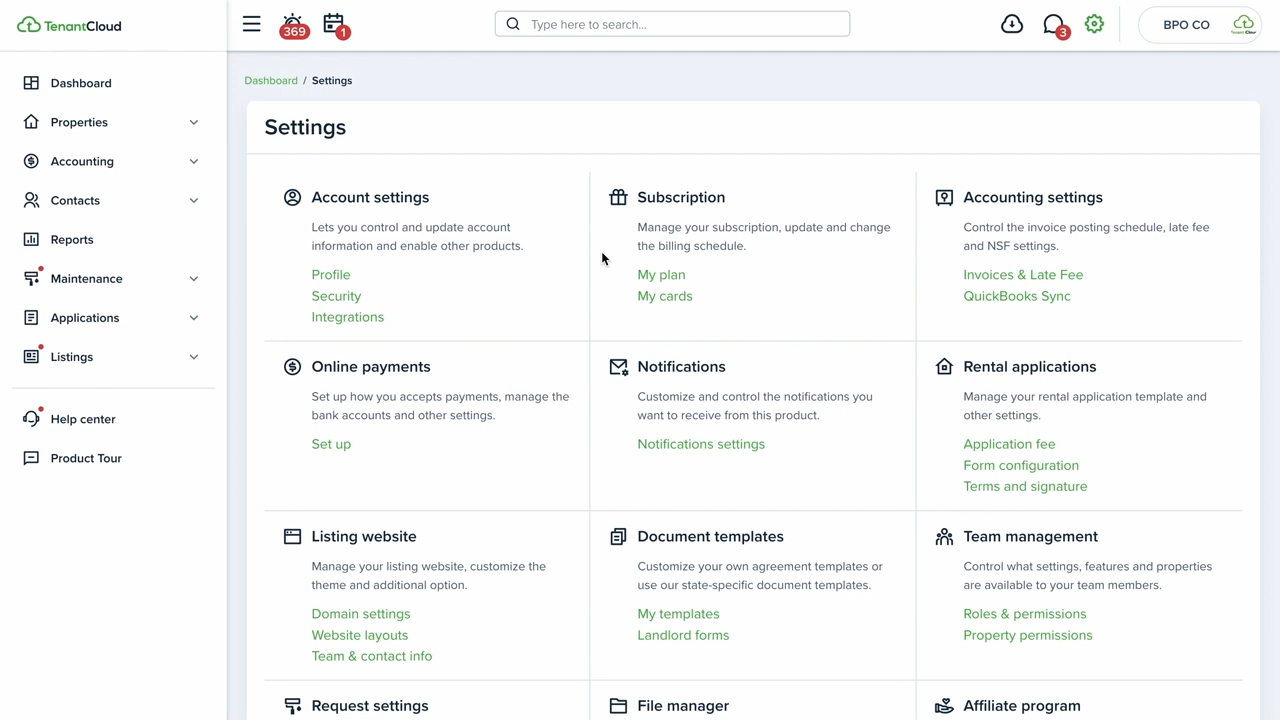 TenantCloud
369
1
Type here to search...
3
BPO CO
Tenant Cloud
Dashboard
Properties
Accounting
Contacts
Reports
Maintenance
Applications
Listings
Help center
Product Tour
Dashboard / Settings
Settings
Account settings
Lets you control and update account
information and enable other products.
Profile
Security
Integrations
Subscription
Manage your subscription, update and change
the billing schedule.
My plan
My cards
Accounting settings
Control the invoice posting schedule, late fee
and NSF settings.
Invoices & Late Fee
QuickBooks Sync
Online payments
Set up how you accepts payments, manage the
bank accounts and other settings.
Set up
Notifications
Customize and control the notifications you
want to receive from this product.
Notifications settings
Rental applications
Manage your rental application template and
other settings.
Application fee
Form configuration
Terms and signature
Listing website
Manage your listing website, customize the
theme and additional option.
Domain settings
Website layouts
Team & contact info
Document templates
Customize your own agreement templates or
use our state-specific document templates.
My templates
Landlord forms
Team management
Control what settings, features and properties
are available to your team members.
Roles & permissions
Property permissions
Request settings
File manager
Affiliate program